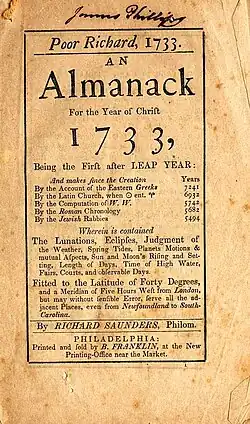 James Phillips
Poor Richard, 1733.
AN
Almanack
For the Year of Chriſt
1733,
Being the Firſt after LEAP YEAR:
And makes ſince the Creation Years
By the Account of the Eastern Greeks 7241
By the Latin Church, when ☉ ent. ♈ 6932
By the Computation of W. W. 5742
By the Roman Chronology 5682
By the Jewish Rabbies 5494
Wherein is contained
The Lunations, Eclipſes, Judgment of
the Weather, Spring Tides, Planets Motions &
mutual Aſpects, Sun and Moon's Riſing and Set-
ting, Length of Days, Time of High Water,
Fairs, Courts, and obſervable Days.
Fitted to the Latitude of Forty Degrees,
and a Meridian of Five Hours Weſt from London,
but may without ſenſible Error, ſerve all the ad-
jacent Places, even from Newfoundland to South-
Carolina.
By RICHARD SAUNDERS, Philom.
PHILADELPHIA:
Printed and ſold by B. FRANKLIN, at the New
Printing-Office near the Market.